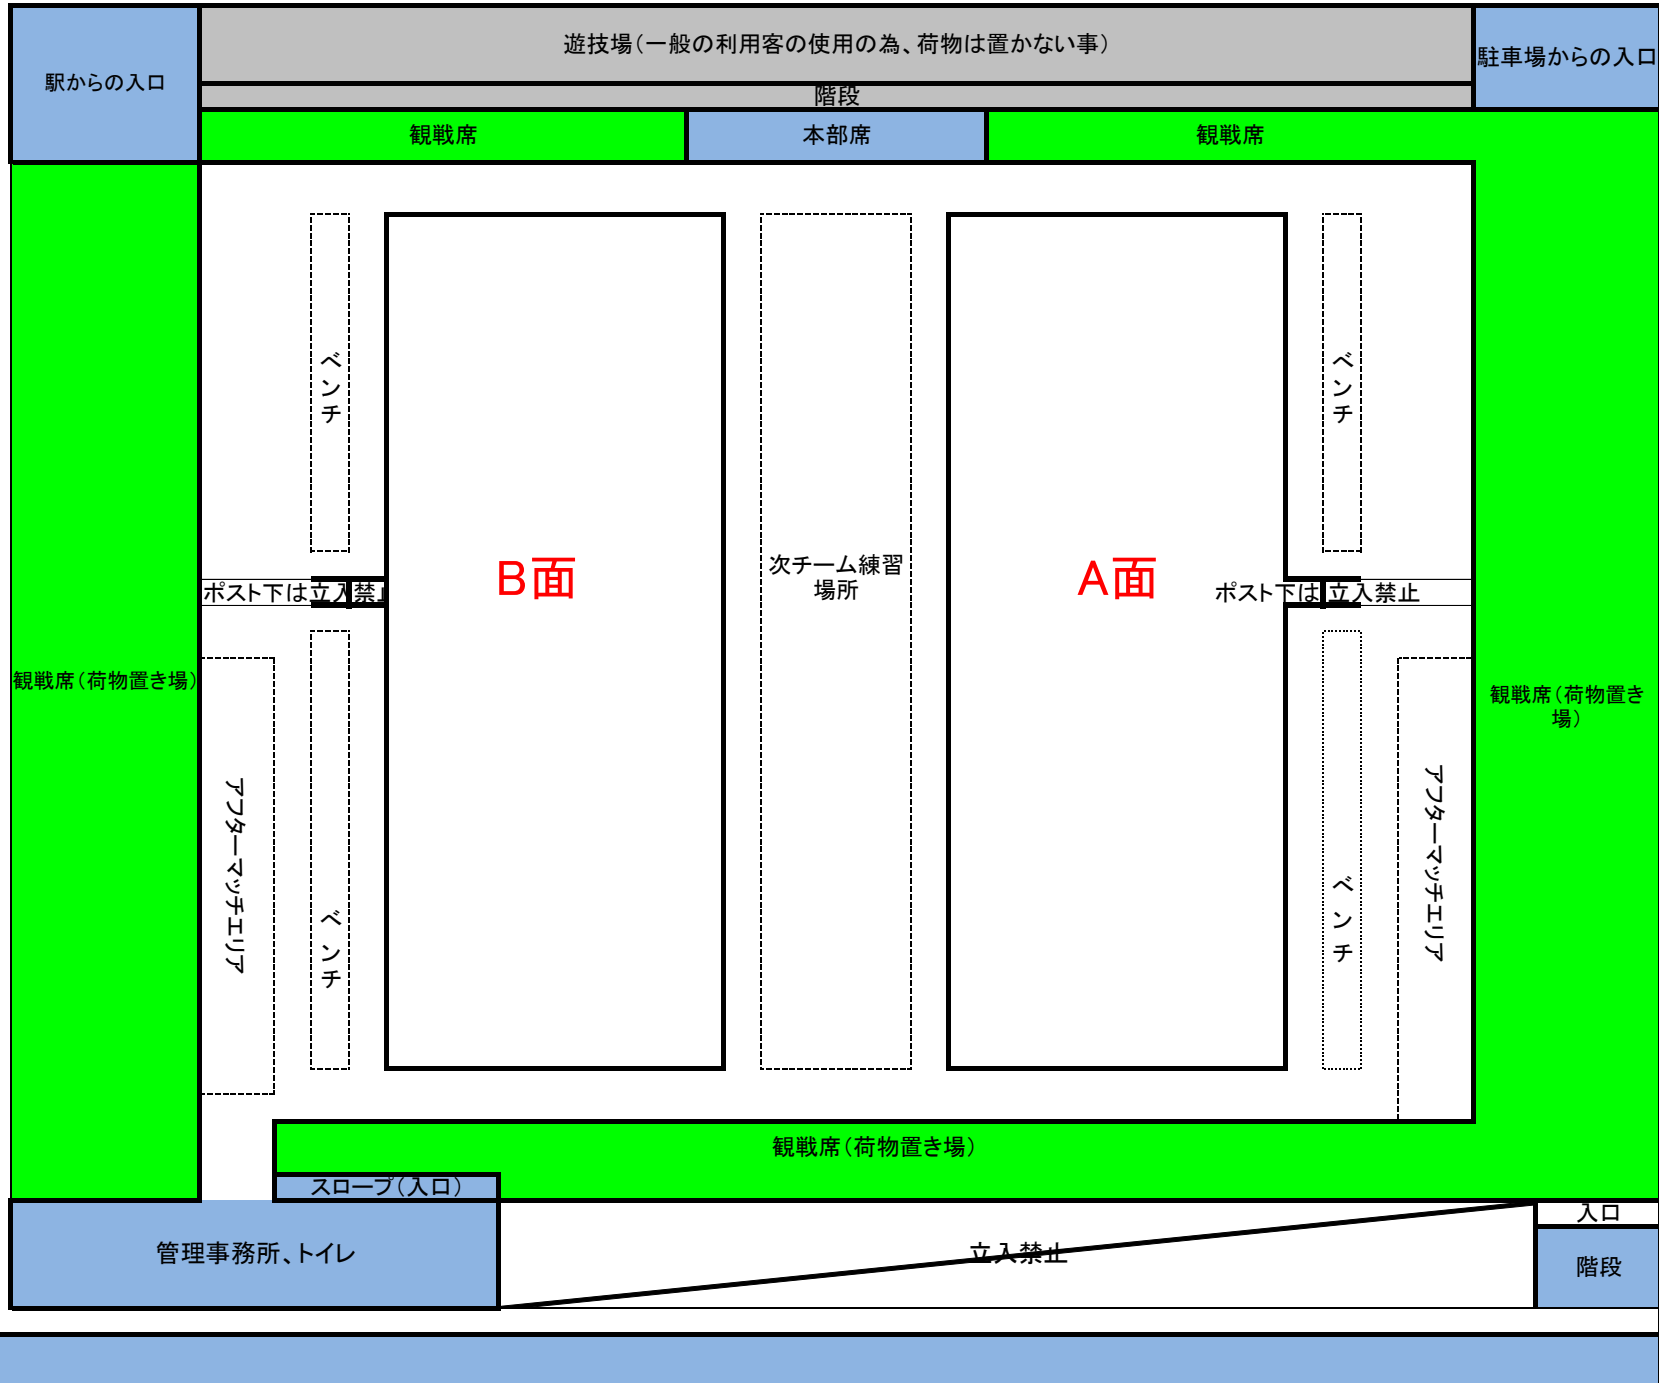 遊技場（一般の利用客の使用の為、荷物は置かない事）
駅からの入口
駐車場からの入口
階段
観戦席
本部席
観戦席
ベンチ
ベンチ
B面
次チーム練習
場所
A面
ポスト下は立入禁止
ポスト下は立入禁止
観戦席（荷物置き場）
観戦席（荷物置き
場）
アフターマッチエリア
ベンチ
ベンチ
アフターマッチエリア
観戦席（荷物置き場）
スロープ（入口）
入口
管理事務所、トイレ
立入禁止
階段